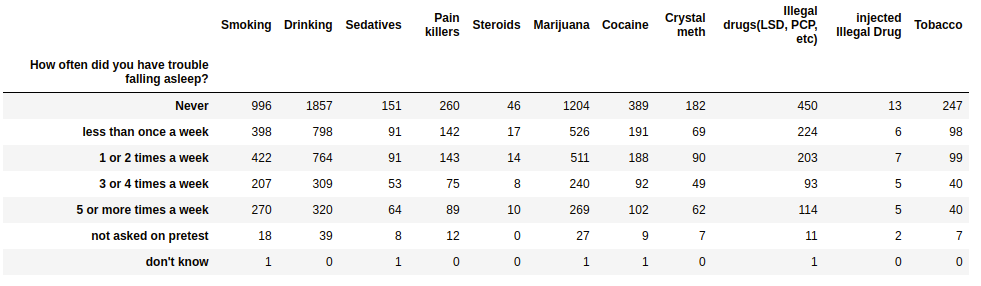 Smoking Drinking Sedatives Pain killers Steroids Marijuana Cocaine Crystal meth Illegal drugs(LSD, PCP, etc) injected Illegal Drug Tobacco
How often did you have trouble
falling asleep?
Never 996 1857 151 260 46 1204 389 182 450 13 247
less than once a week 398 798 91 142 17 526 191 69 224 6 98
1 or 2 times a week 422 764 91 143 14 511 188 90 203 7 99
3 or 4 times a week 207 309 53 75 8 240 92 49 93 5 40
5 or more times a week 270 320 64 89 10 269 102 62 114 5 40
not asked on pretest 18 39 8 12 0 27 9 7 11 2 7
don't know 1 0 1 0 0 1 1 0 1 0 0